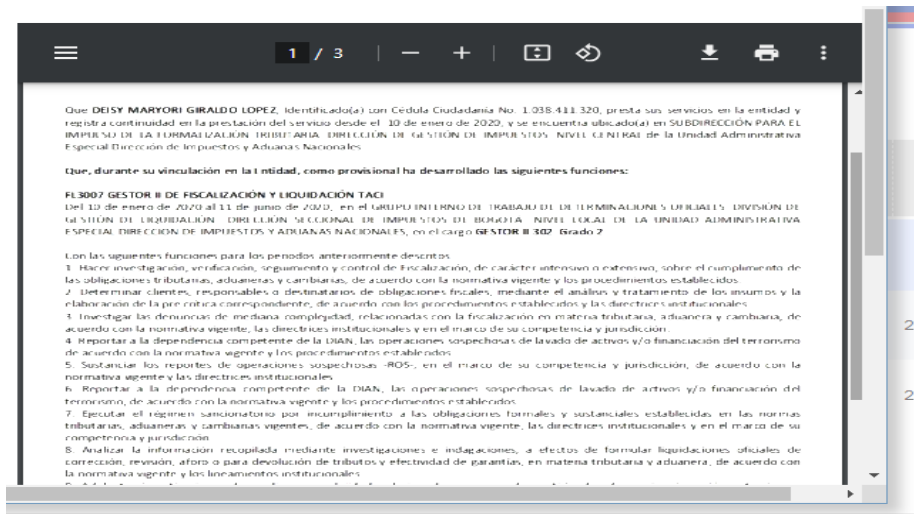 1 / 3
Que DEISY MARYORI GIRALDO LOPEZ, Identificado(a) con Cédula Ciudadanía No. 1.038.411.320, presta sus servicios en la entidad y
registra continuidad en la prestación del servicio desde el 10 de enero de 2020, y se encuentra ubicado(a) en SUBDIRECCIÓN PARA EL
IMPULSO DE LA FORMALIZACIÓN TRIBUTARIA DIRECCIÓN DE GESTIÓN DE IMPUESTOS NIVEL CENTRAL de la Unidad Administrativa
Especial Dirección de Impuestos y Aduanas Nacionales
Que, durante su vinculación en la Entidad, como provisional ha desarrollado las siguientes funciones:
FL3007 GESTOR II DE FISCALIZACIÓN Y LIQUIDACIÓN TACI
Del 10 de enero de 2020 al 11 de junio de 2020, en el GRUPO INTERNO DE TRABAJO DE DETERMINACIONES OFICIALES DIVISIÓN DE
GESTIÓN DE LIQUIDACIÓN DIRECCIÓN SECCIONAL DE IMPUESTOS DE BOGOTA NIVEL LOCAL DE LA UNIDAD ADMINISTRATIVA
ESPECIAL DIRECCION DE IMPUESTOS Y ADUANAS NACIONALES, en el cargo GESTOR II 302 Grado 2
Con las siguientes funciones para los periodos anteriormente descritos
1. Hacer investigación, verificación, seguimiento y control de Fiscalización, de carácter intensivo o extensivo, sobre el cumplimiento de
las obligaciones tributarias, aduaneras y cambiarias, de acuerdo con la normativa vigente y los procedimientos establecidos.
2. Determinar clientes, responsables o destinatarios de obligaciones fiscales, mediante el análisis y tratamiento de los insumos y la
elaboración de la pre crítica correspondiente, de acuerdo con los procedimientos establecidos y las directrices institucionales
3. Investigar las denuncias de mediana complejidad, relacionadas con la fiscalización en materia tributaria, aduanera y cambiaria, de
acuerdo con la normativa vigente, las directrices institucionales y en el marco de su competencia y jurisdicción.
4. Reportar a la dependencia competente de la DIAN, las operaciones sospechosas de lavado de activos y/o financiación del terrorismo
de acuerdo con la normativa vigente y los procedimientos establecidos
5. Sustanciar los reportes de operaciones sospechosas -ROS-, en el marco de su competencia y jurisdicción, de acuerdo con la
normativa vigente y las directrices institucionales
6. Reportar a la dependencia competente de la DIAN, las operaciones sospechosas de lavado de activos y/o financiación del
terrorismo, de acuerdo con la normativa vigente y los procedimientos establecidos
7. Ejecutar el régimen sancionatorio por incumplimiento a las obligaciones formales y sustanciales establecidas en las normas
tributarias, aduaneras y cambiarias vigentes, de acuerdo con la normativa vigente, las directrices institucionales y en el marco de su
competencia y jurisdicción
8. Analizar la información recopilada mediante investigaciones e indagaciones, a efectos de formular liquidaciones oficiales de
corrección, revisión, aforo o para devolución de tributos y efectividad de garantías, en materia tributaria y aduanera, de acuerdo con
la normativa vigente y los lineamientos institucionales
2
2